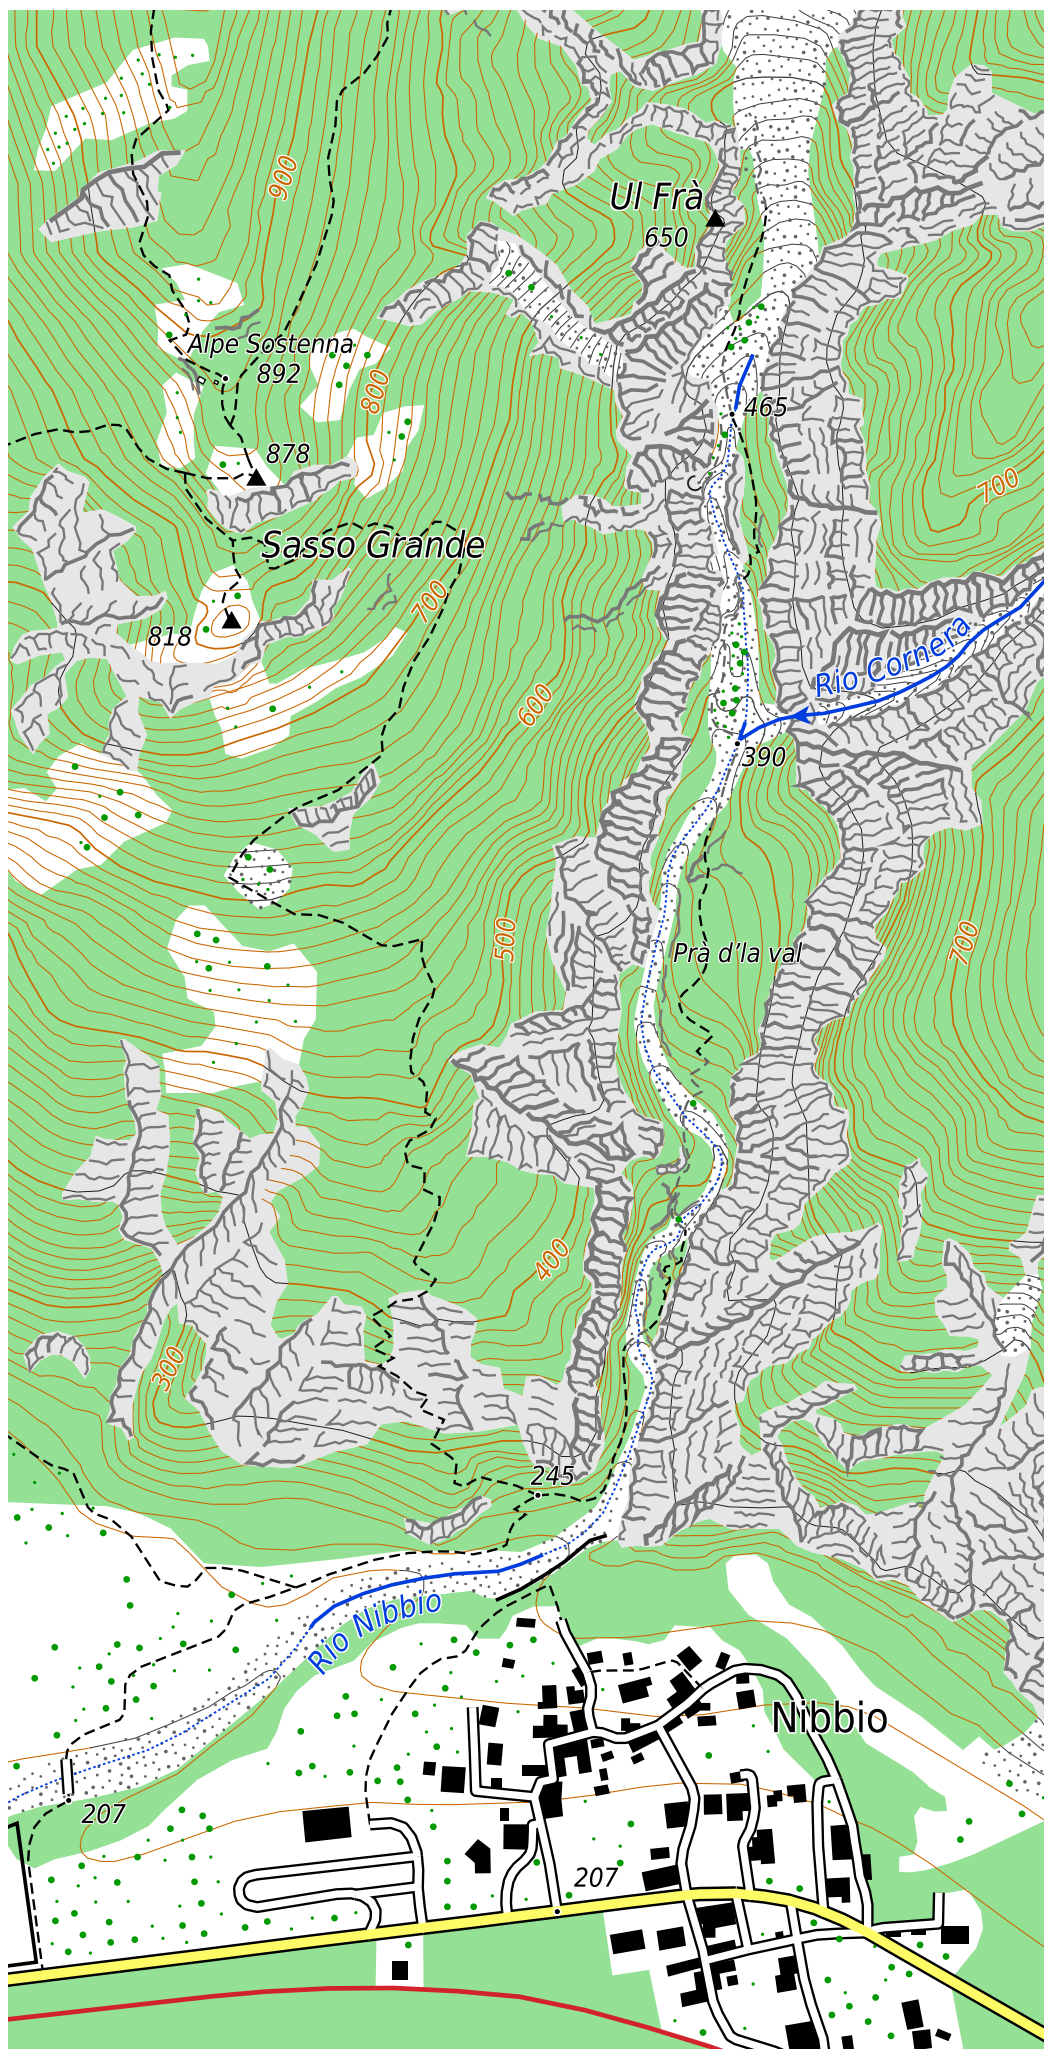 900
Ul Frà
650
Alpe Sostenna
892
800
465
878
700
Sasso Grande
700
818
Rio Cornera
600
390
500
700
Prà d'la val
400
300
245
Rio Nibbio
Nibbio
207
207